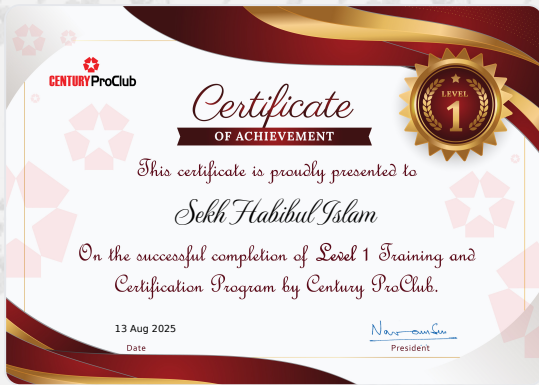 CENTURY ProClub
Certificate
OF ACHIEVEMENT
LEVEL
1
This certificate is proudly presented to
Sekh Habibul Islam
On the successful completion of Level 1 Training and
Certification Program by Century ProClub.
13 Aug 2025
Date
President